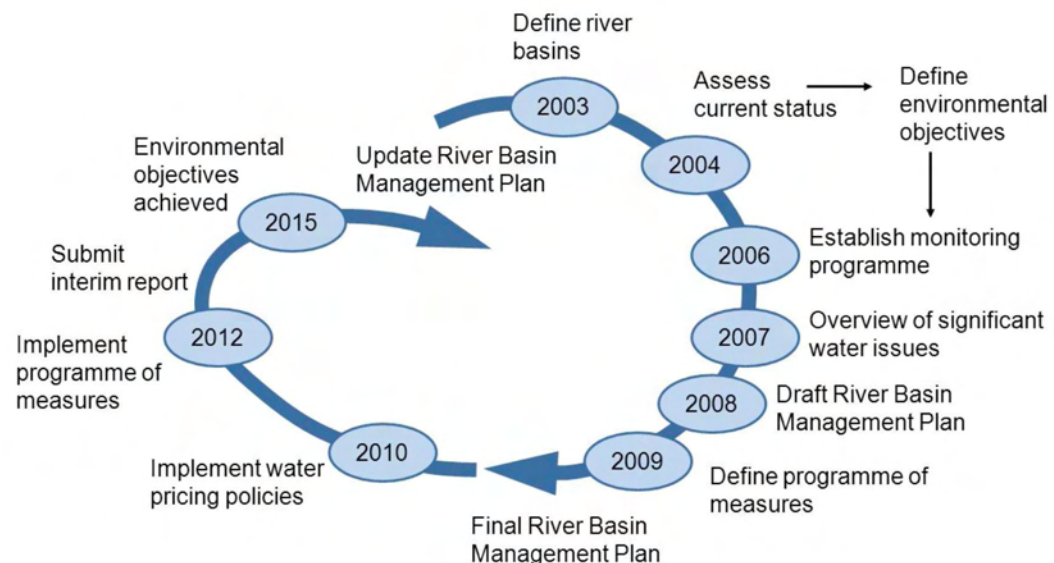 Define river
basins
2003
Assess
current status
Define
environmental
objectives
2004
2006
Establish monitoring
programme
2007
Overview of significant
water issues
2008
Draft River Basin
Management Plan
2009
Define programme of
measures
Final River Basin
Management Plan
2010
Implement water
pricing policies
2012
Implement
programme of
measures
Submit
interim report
2015
Environmental
objectives
achieved
Update River Basin
Management Plan